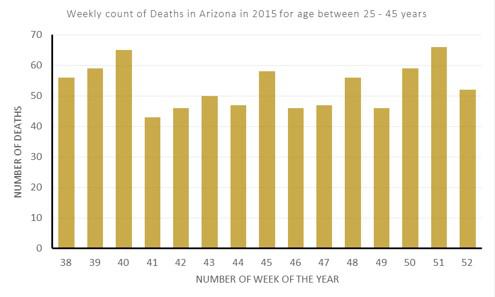 Weekly count of Deaths in Arizona in 2015 for age between 25 - 45 years
70
60
50
40
30
20
10
0
NUMBER OF DEATHS
38 39 40 41 42 43 44 45 46 47 48 49 50 51 52
NUMBER OF WEEK OF THE YEAR